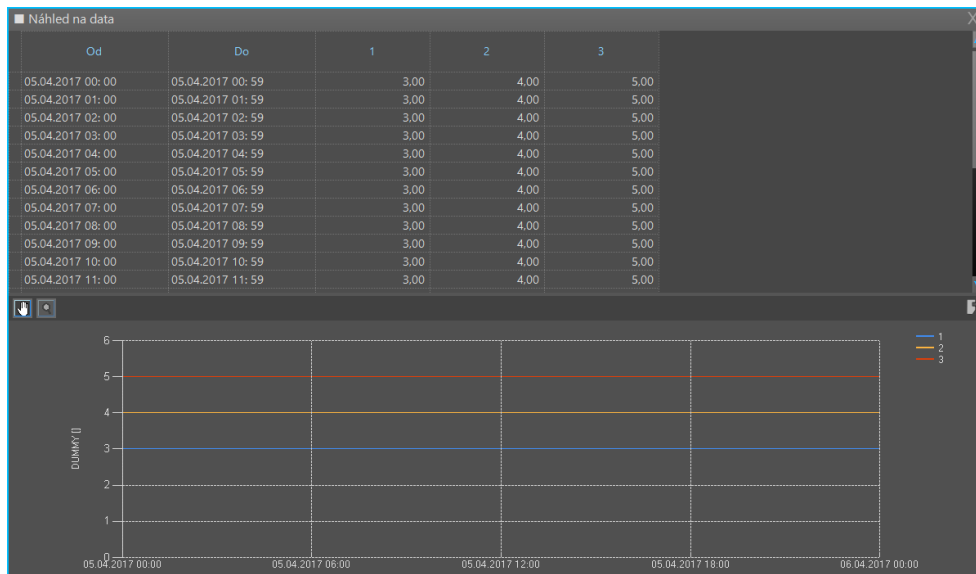 Náhled na data
X
Od Do 1 2 3
05.04.2017 00: 00 05.04.2017 00: 59 3,00 4,00 5,00
05.04.2017 01: 00 05.04.2017 01: 59 3,00 4,00 5,00
05.04.2017 02: 00 05.04.2017 02: 59 3,00 4,00 5,00
05.04.2017 03: 00 05.04.2017 03: 59 3,00 4,00 5,00
05.04.2017 04: 00 05.04.2017 04: 59 3,00 4,00 5,00
05.04.2017 05: 00 05.04.2017 05: 59 3,00 4,00 5,00
05.04.2017 06: 00 05.04.2017 06: 59 3,00 4,00 5,00
05.04.2017 07: 00 05.04.2017 07: 59 3,00 4,00 5,00
05.04.2017 08: 00 05.04.2017 08: 59 3,00 4,00 5,00
05.04.2017 09: 00 05.04.2017 09: 59 3,00 4,00 5,00
05.04.2017 10: 00 05.04.2017 10: 59 3,00 4,00 5,00
05.04.2017 11: 00 05.04.2017 11: 59 3,00 4,00 5,00
1
2
3
6
5
4
3
2
1
0
DUMMY []
05.04.2017 00:00 05.04.2017 06:00 05.04.2017 12:00 05.04.2017 18:00 06.04.2017 00:00